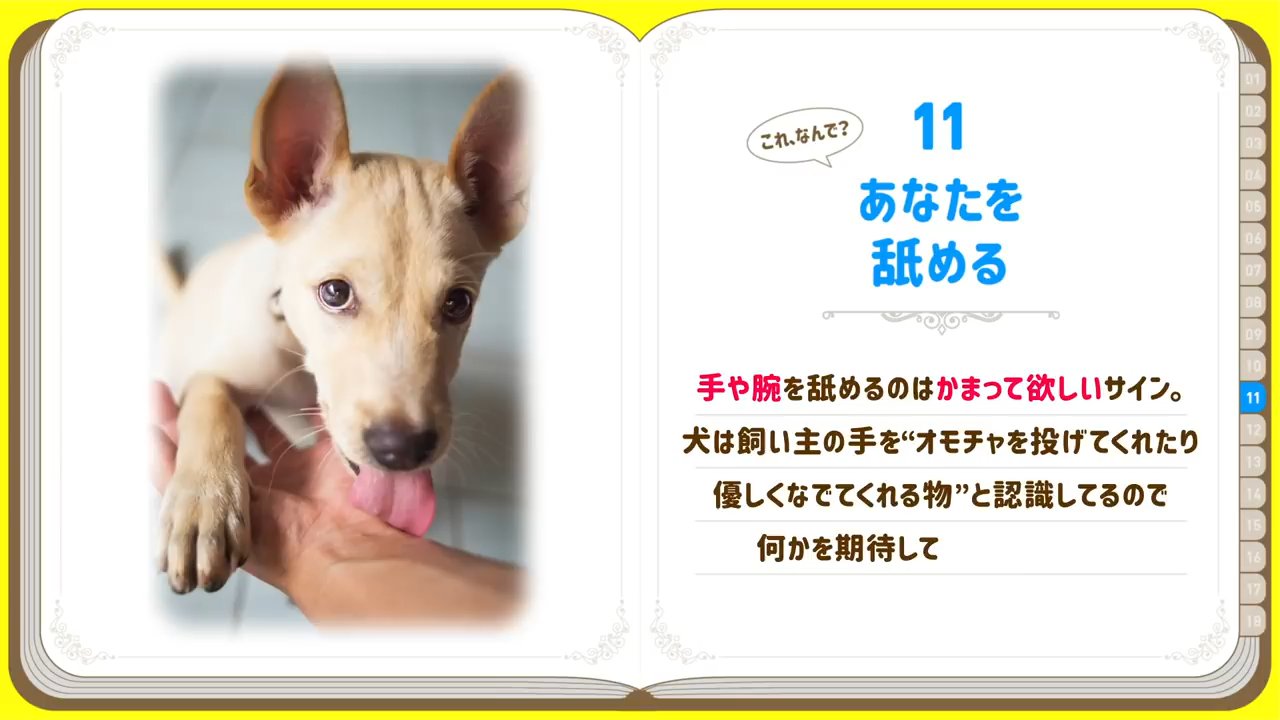 これ、なんで?
11
あなたを
舐める
手や腕を舐めるのはかまって欲しいサイン。
犬は飼い主の手を“オモチャを投げてくれたり
優しくなでてくれる物”と認識してるので
何かを期待して
01
02
03
04
05
06
07
08
09
10
11
12
13
14
15
16
17
18